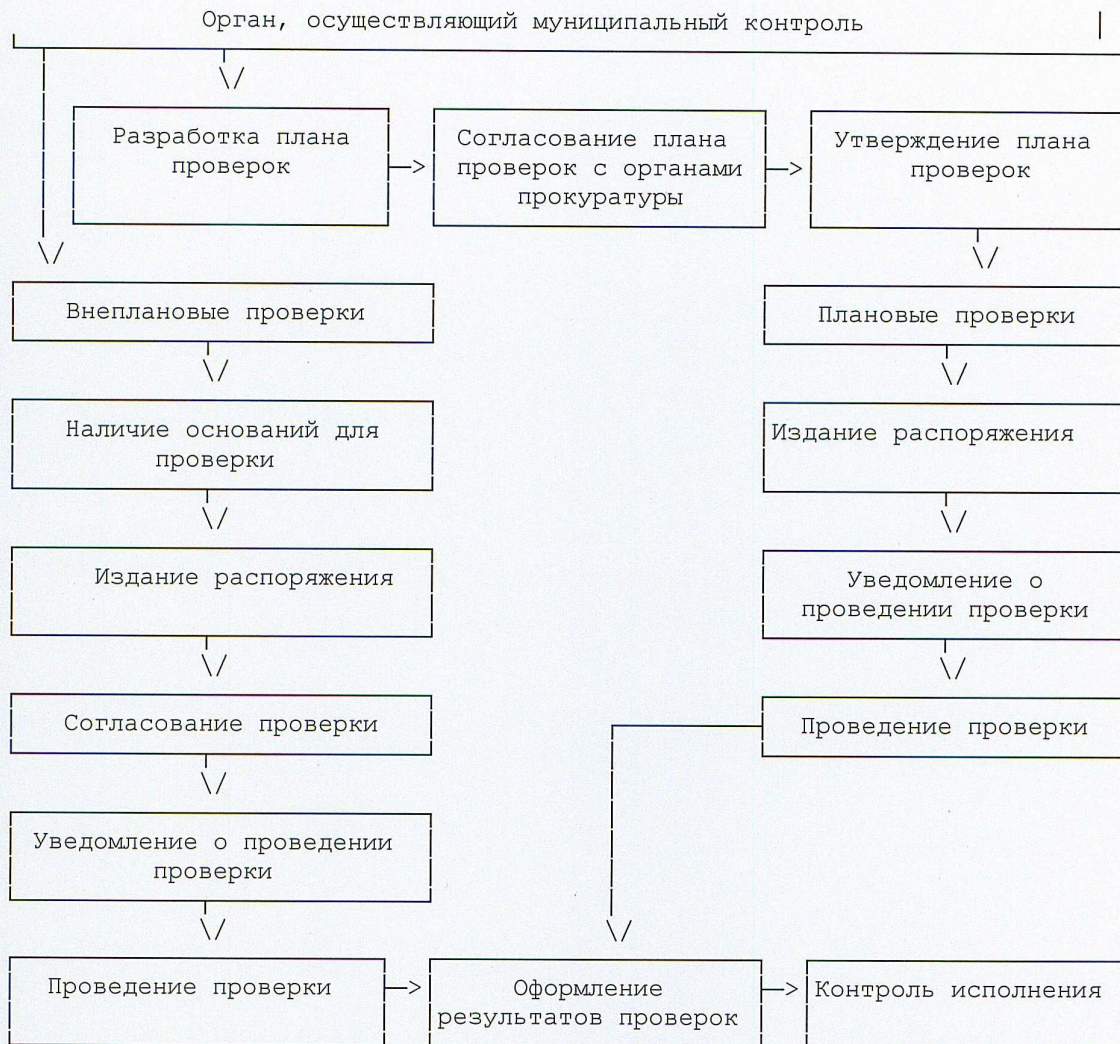 Орган, осуществляющий муниципальный контроль
Разработка плана
проверок
Согласование плана
проверок с органами
прокуратуры
Утверждение плана
проверок
Внеплановые проверки
Плановые проверки
Наличие оснований для
проверки
Издание распоряжения
Издание распоряжения
Уведомление о
проведении проверки
Согласование проверки
Проведение проверки
Уведомление о проведении
проверки
Проведение проверки
Оформление
результатов проверок
Контроль исполнения